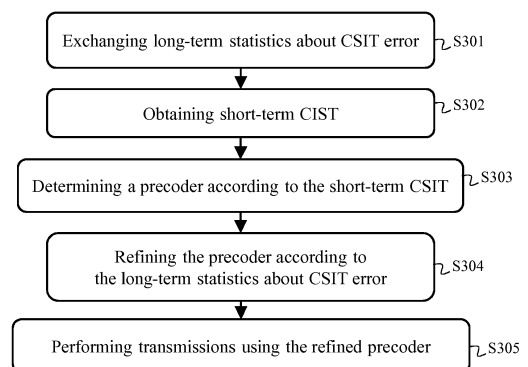 Exchanging long-term statistics about CSIT error
S301
Obtaining short-term CIST
S302
Determining a precoder according to the short-term CSIT
S303
Refining the precoder according to
the long-term statistics about CSIT error
S304
Performing transmissions using the refined precoder
S305